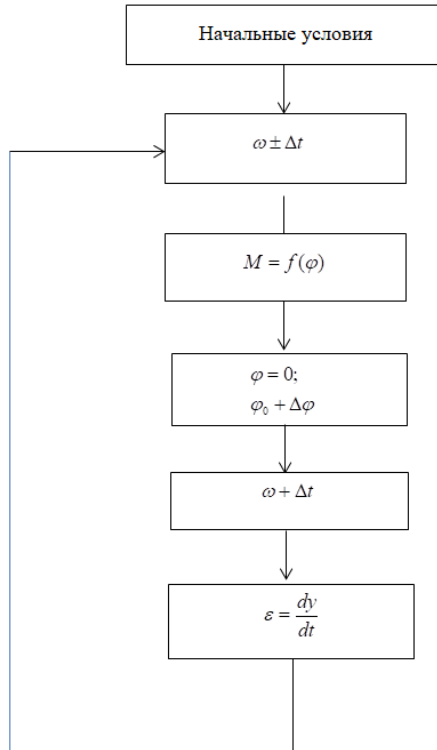 Начальные условия
ω ± Δt
M = f(φ)
φ = 0;
φ₀ + Δφ
ω + Δt
ε = dy/dt